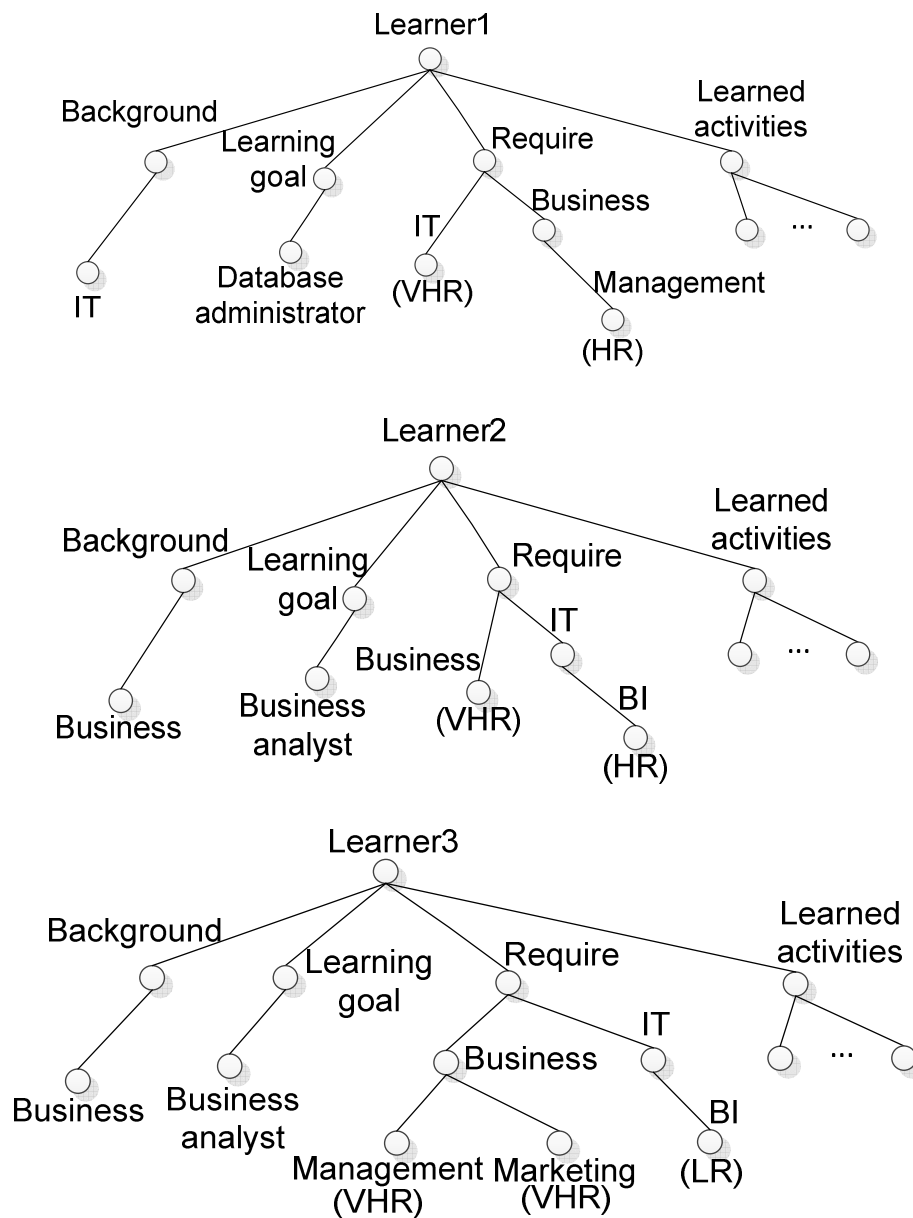 Learner1
Background
Learning
goal
Require
Learned
activities
IT
Business
...
IT
Database
administrator
(VHR)
Management
(HR)
Learner2
Background
Learning
goal
Require
Learned
activities
IT
Business
...
Business
Business
analyst
(VHR)
BI
(HR)
Learner3
Background
Learning
goal
Require
Learned
activities
IT
Business
...
Business
Business
analyst
BI
Management
(VHR)
Marketing
(VHR)
(LR)